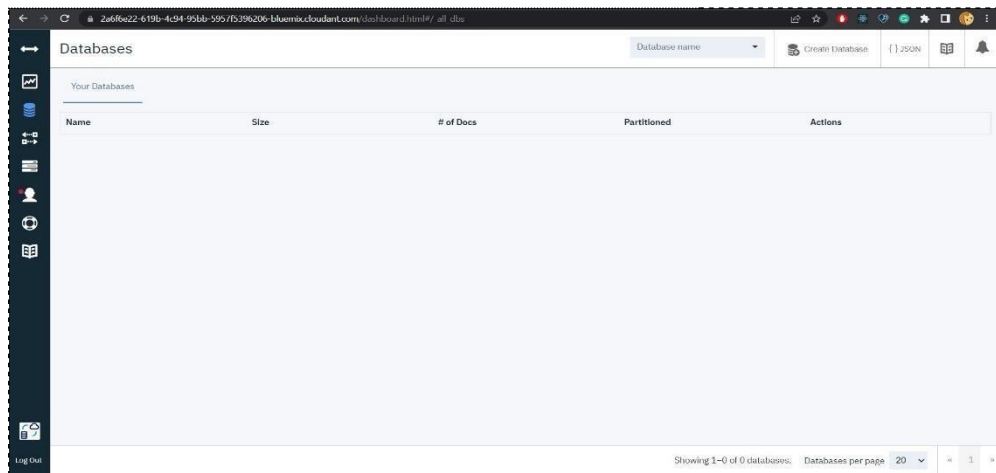 2a6f6e22-619b-4c94-95bb-5957f5396206-bluemix.cloudant.com/dashboard.html#/_all_dbs
Databases
Database name
Create Database
{ } JSON
Your Databases
Name Size # of Docs Partitioned Actions
Log Out
Showing 1–0 of 0 databases. Databases per page 20 « 1 »